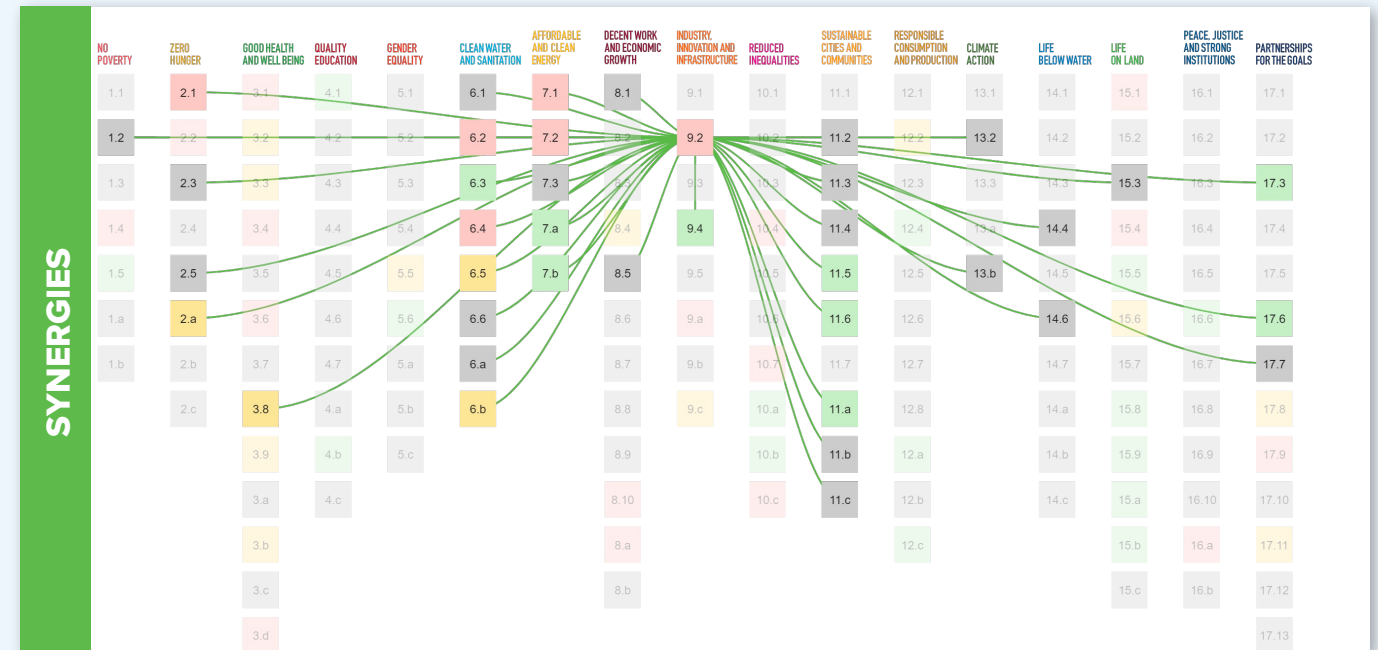 SYNERGIES
NO
POVERTY
ZERO
HUNGER
GOOD HEALTH
AND WELL BEING
QUALITY
EDUCATION
GENDER
EQUALITY
CLEAN WATER
AND SANITATION
AFFORDABLE
AND CLEAN
ENERGY
DECENT WORK
AND ECONOMIC
GROWTH
INDUSTRY,
INNOVATION AND
INFRASTRUCTURE
REDUCED
INEQUALITIES
SUSTAINABLE
CITIES AND
COMMUNITIES
RESPONSIBLE
CONSUMPTION
AND PRODUCTION
CLIMATE
ACTION
LIFE
BELOW WATER
LIFE
ON LAND
PEACE, JUSTICE
AND STRONG
INSTITUTIONS
PARTNERSHIPS
FOR THE GOALS
1.1 2.1 3.1 4.1 5.1 6.1 7.1 8.1 9.1 10.1 11.1 12.1 13.1 14.1 15.1 16.1 17.1
1.2 2.2 3.2 4.2 5.2 6.2 7.2 8.2 9.2 10.2 11.2 12.2 13.2 14.2 15.2 16.2 17.2
1.3 2.3 3.3 4.3 5.3 6.3 7.3 9.3 10.3 11.3 12.3 13.3 14.3 15.3 16.3 17.3
1.4 2.4 3.4 4.4 5.4 6.4 7.a 8.4 9.4 10.4 11.4 12.4 13.a 14.4 15.4 16.4 17.4
1.5 2.5 3.5 4.5 5.5 6.5 7.b 8.5 9.5 10.5 11.5 12.5 13.b 14.5 15.5 16.5 17.5
1.a 2.a 3.6 4.6 5.6 6.6 8.6 9.a 10.6 11.6 12.6 14.6 15.6 16.6 17.6
1.b 2.b 3.7 4.7 5.a 6.a 8.7 9.b 10.7 11.7 12.7 14.7 15.7 16.7 17.7
2.c 3.8 4.a 5.b 6.b 8.8 9.c 10.a 11.a 12.8 14.a 15.8 16.8 17.8
3.9 4.b 5.c 8.9 10.b 11.b 12.a 14.b 15.9 16.9 17.9
3.a 4.c 8.10 10.c 11.c 12.b 14.c 15.a 16.10 17.10
3.b 8.a 12.c 15.b 16.a 17.11
3.c 8.b 15.c 16.b 17.12
3.d 17.13